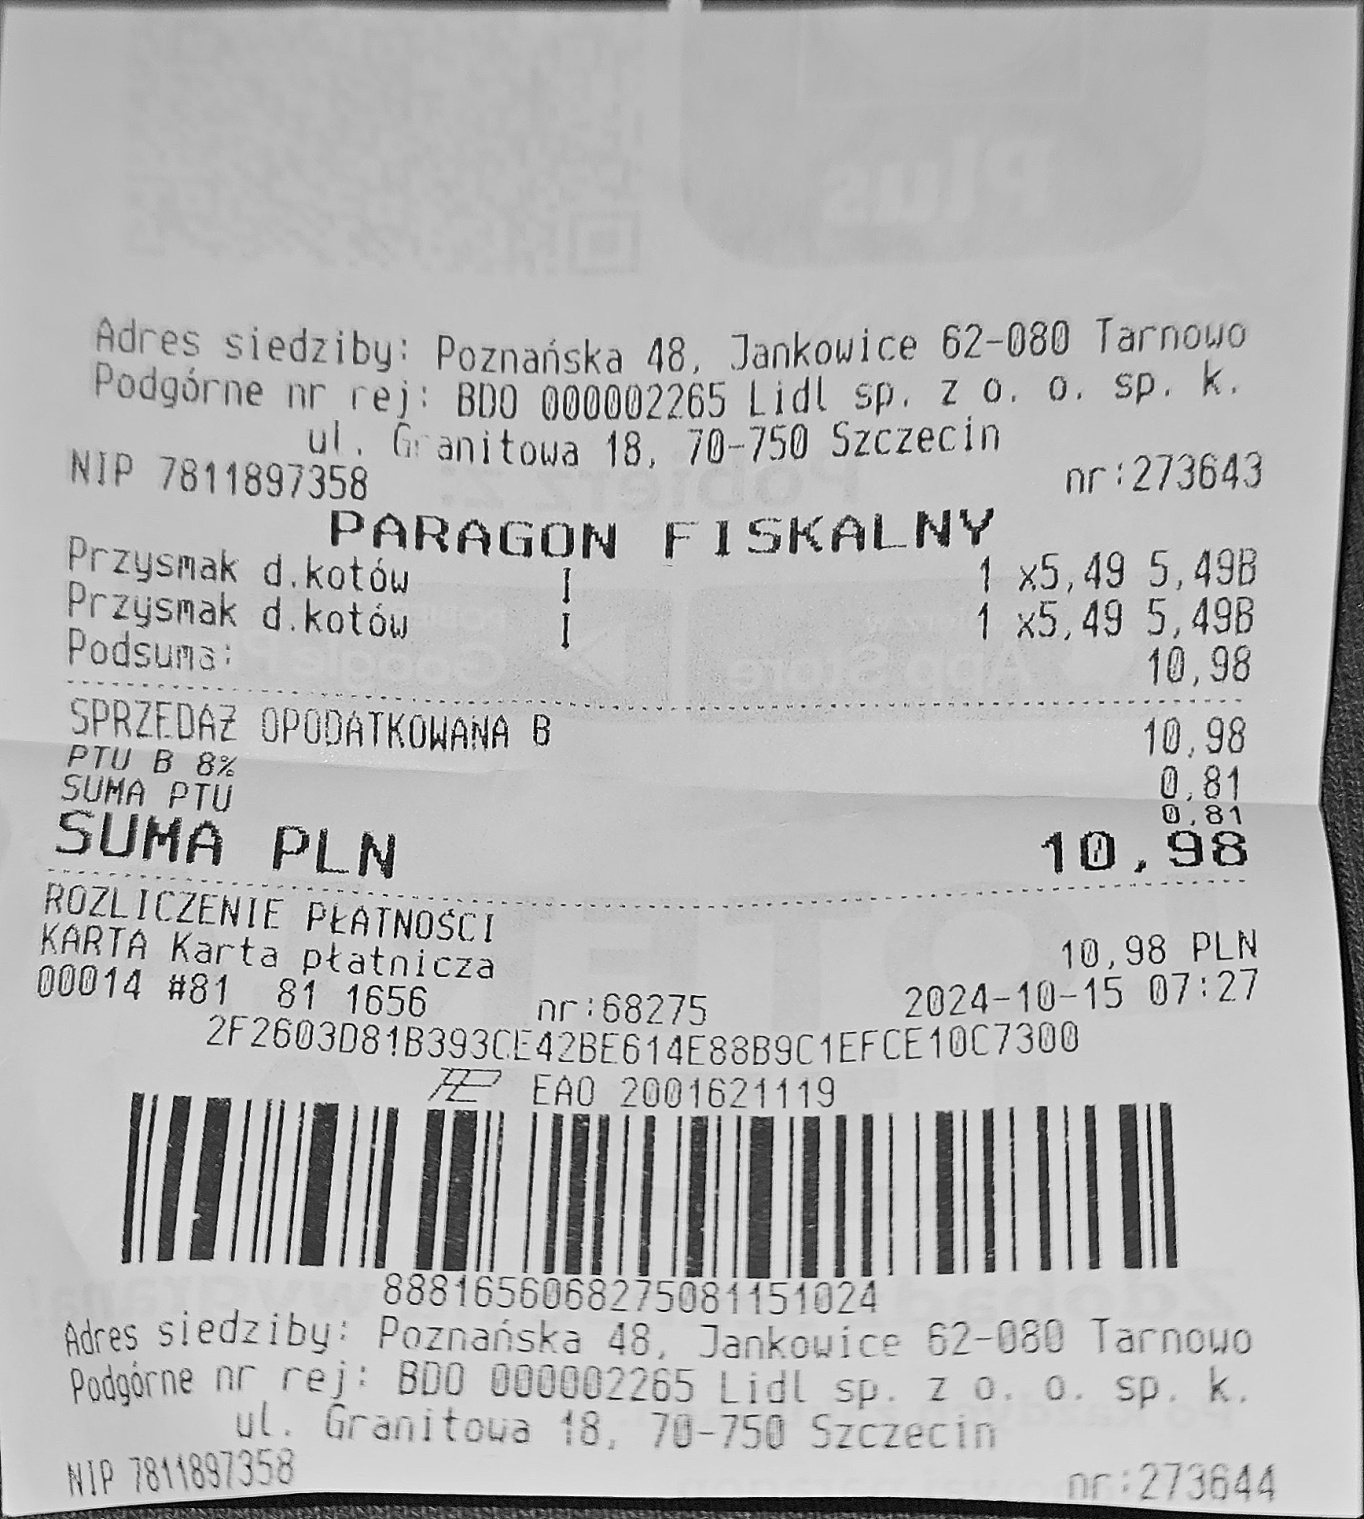 Adres siedziby: Poznańska 48, Jankowice 62-080 Tarnowo
Podgórne nr rej: BDO 000002265 Lidl sp. z o. o. sp. k.
ul. Granitowa 18, 70-750 Szczecin
NIP 7811897358 nr:273643
PARAGON FISKALNY
Przysmak d.kotów I 1 x5,49 5,49B
Przysmak d.kotów I 1 x5,49 5,49B
Podsuma: 10,98
SPRZEDAŻ OPODATKOWANA B 10,98
PTU B 8% 0,81
SUMA PTU 0,81
SUMA PLN 10,98
ROZLICZENIE PŁATNOŚCI
KARTA Karta płatnicza 10,98 PLN
00014 #81 81 1656 nr:68275 2024-10-15 07:27
2F2603D81B393CE42BE614E88B9C1EFCE10C7300
EAO 2001621119
88816560682750811​51024
Adres siedziby: Poznańska 48, Jankowice 62-080 Tarnowo
Podgórne nr rej: BDO 000002265 Lidl sp. z o. o. sp. k.
ul. Granitowa 18, 70-750 Szczecin
NIP 7811897358 nr:273644